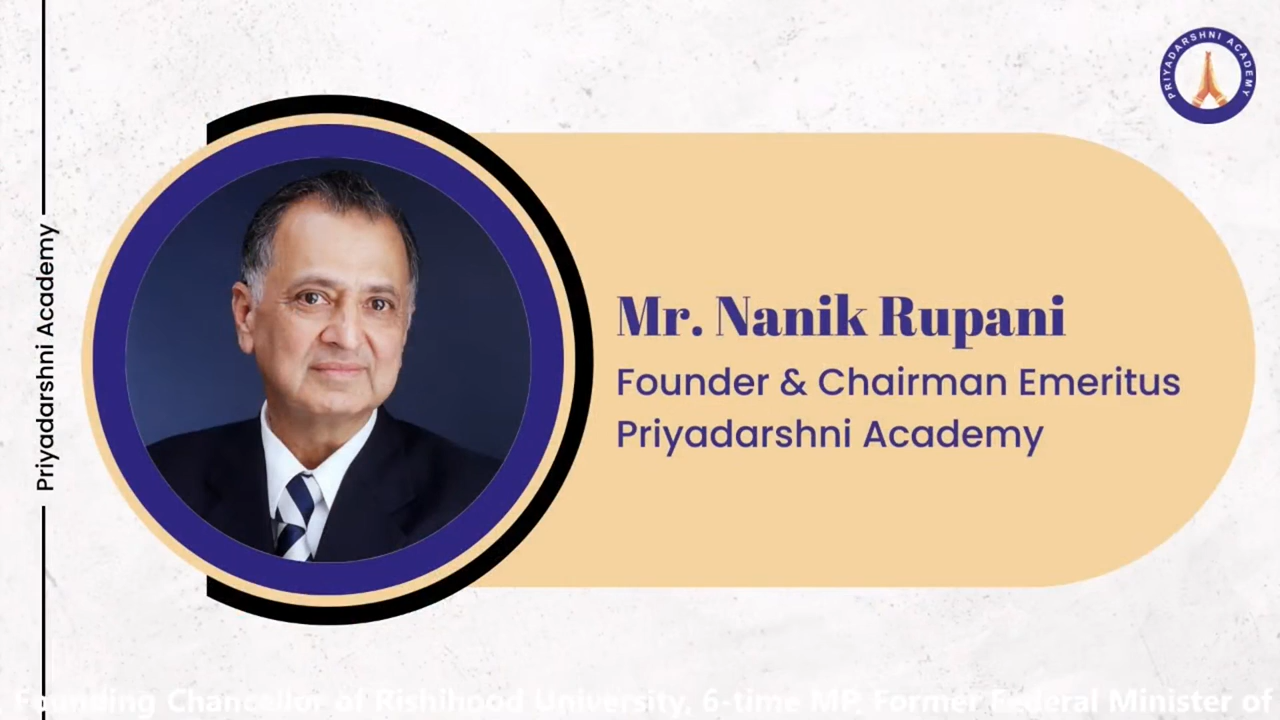 PRIYADARSHNI ACADEMY
Priyadarshni Academy
Mr. Nanik Rupani
Founder & Chairman Emeritus
Priyadarshni Academy
Founding Chancellor of Rishihood University, 6-time MP, Former Federal Minister of